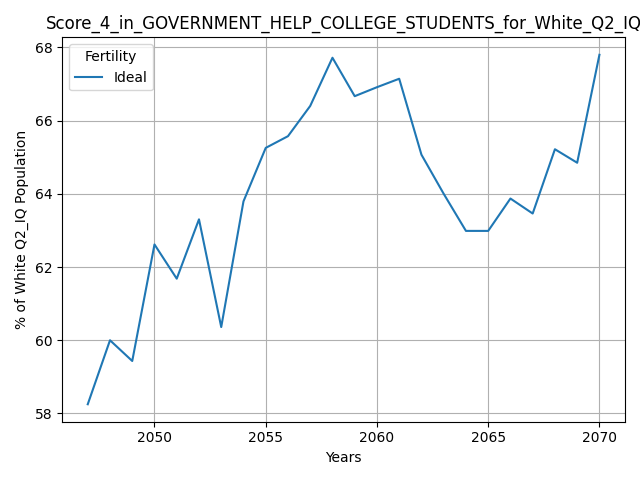 Score_4_in_GOVERNMENT_HELP_COLLEGE_STUDENTS_for_White_Q2_IQ
Fertility
Ideal
% of White Q2_IQ Population
68
66
64
62
60
58
2050 2055 2060 2065 2070
Years